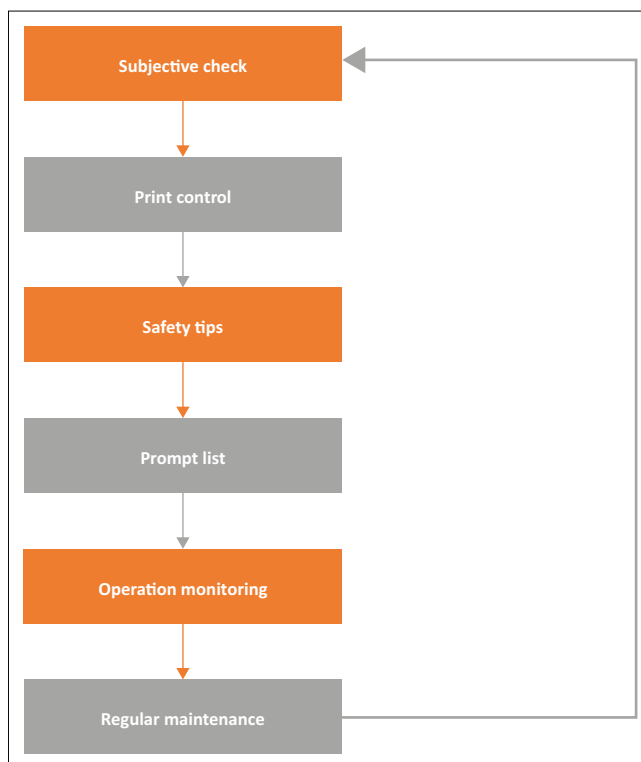 Subjective check
Print control
Safety tips
Prompt list
Operation monitoring
Regular maintenance